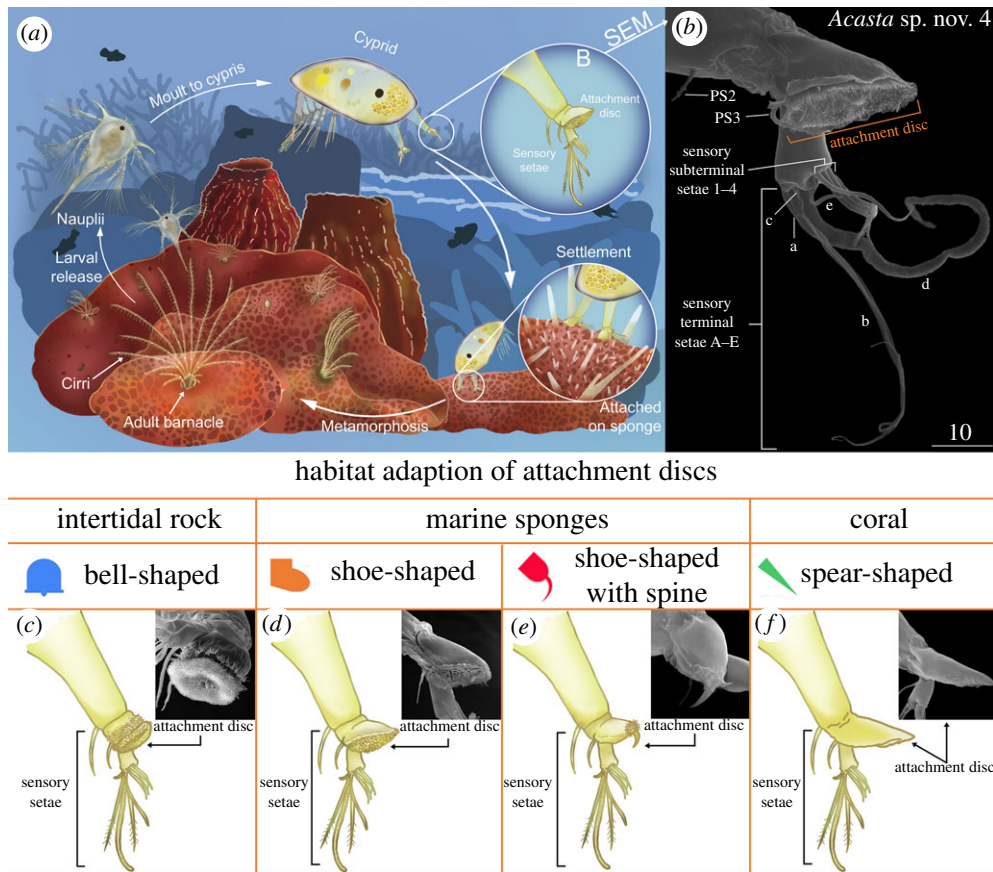 (a)
Moult to cypris
Cyprid
SEM
B
Attachment
disc
Sensory
setae
Nauplii
Larval
release
Settlement
Cirri
Adult barnacle
Metamorphosis
Attached
on sponge
(b)
Acasta sp. nov. 4
PS2
PS3
attachment disc
sensory
subterminal
setae 1–4
c
e
a
d
b
sensory
terminal
setae A–E
10
habitat adaption of attachment discs
intertidal rock
marine sponges
coral
bell-shaped
shoe-shaped
shoe-shaped
with spine
spear-shaped
(c)
attachment disc
sensory
setae
(d)
attachment disc
sensory
setae
(e)
attachment disc
sensory
setae
(f)
attachment disc
sensory
setae